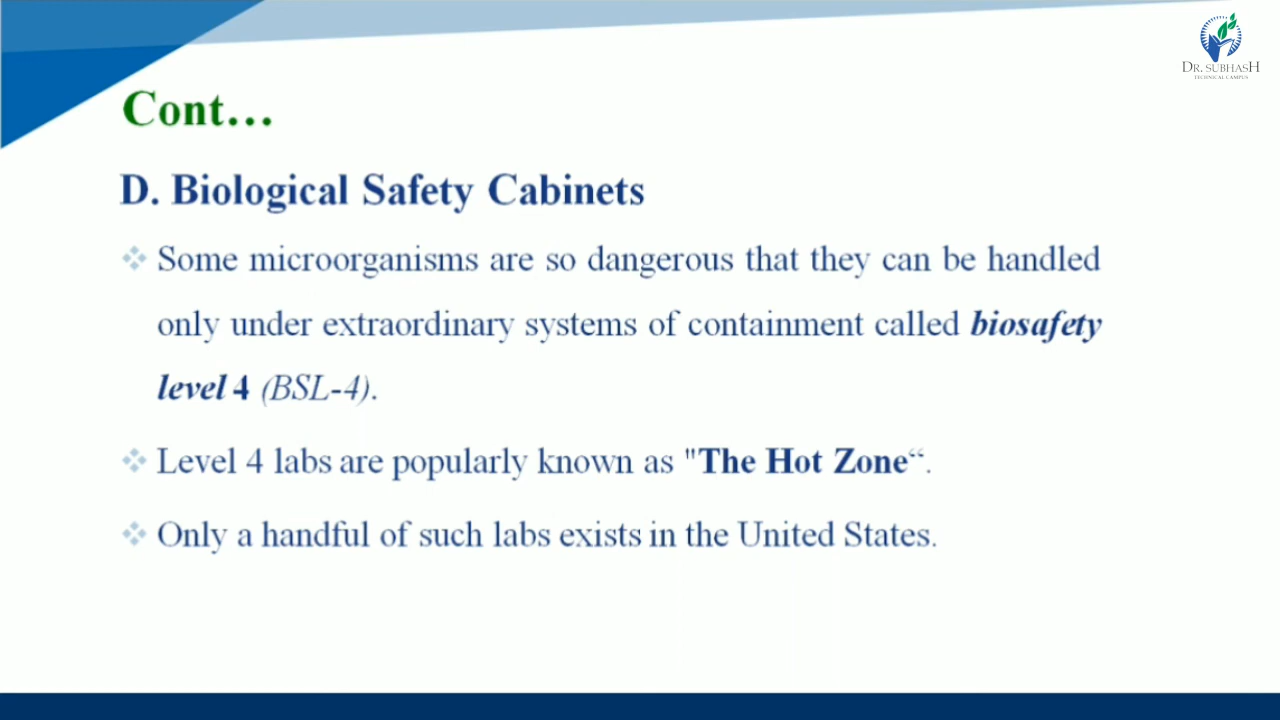 DR. SUBHASH
TECHNICAL CAMPUS
Cont...
D. Biological Safety Cabinets
Some microorganisms are so dangerous that they can be handled
only under extraordinary systems of containment called biosafety
level 4 (BSL-4).
Level 4 labs are popularly known as "The Hot Zone“.
Only a handful of such labs exists in the United States.